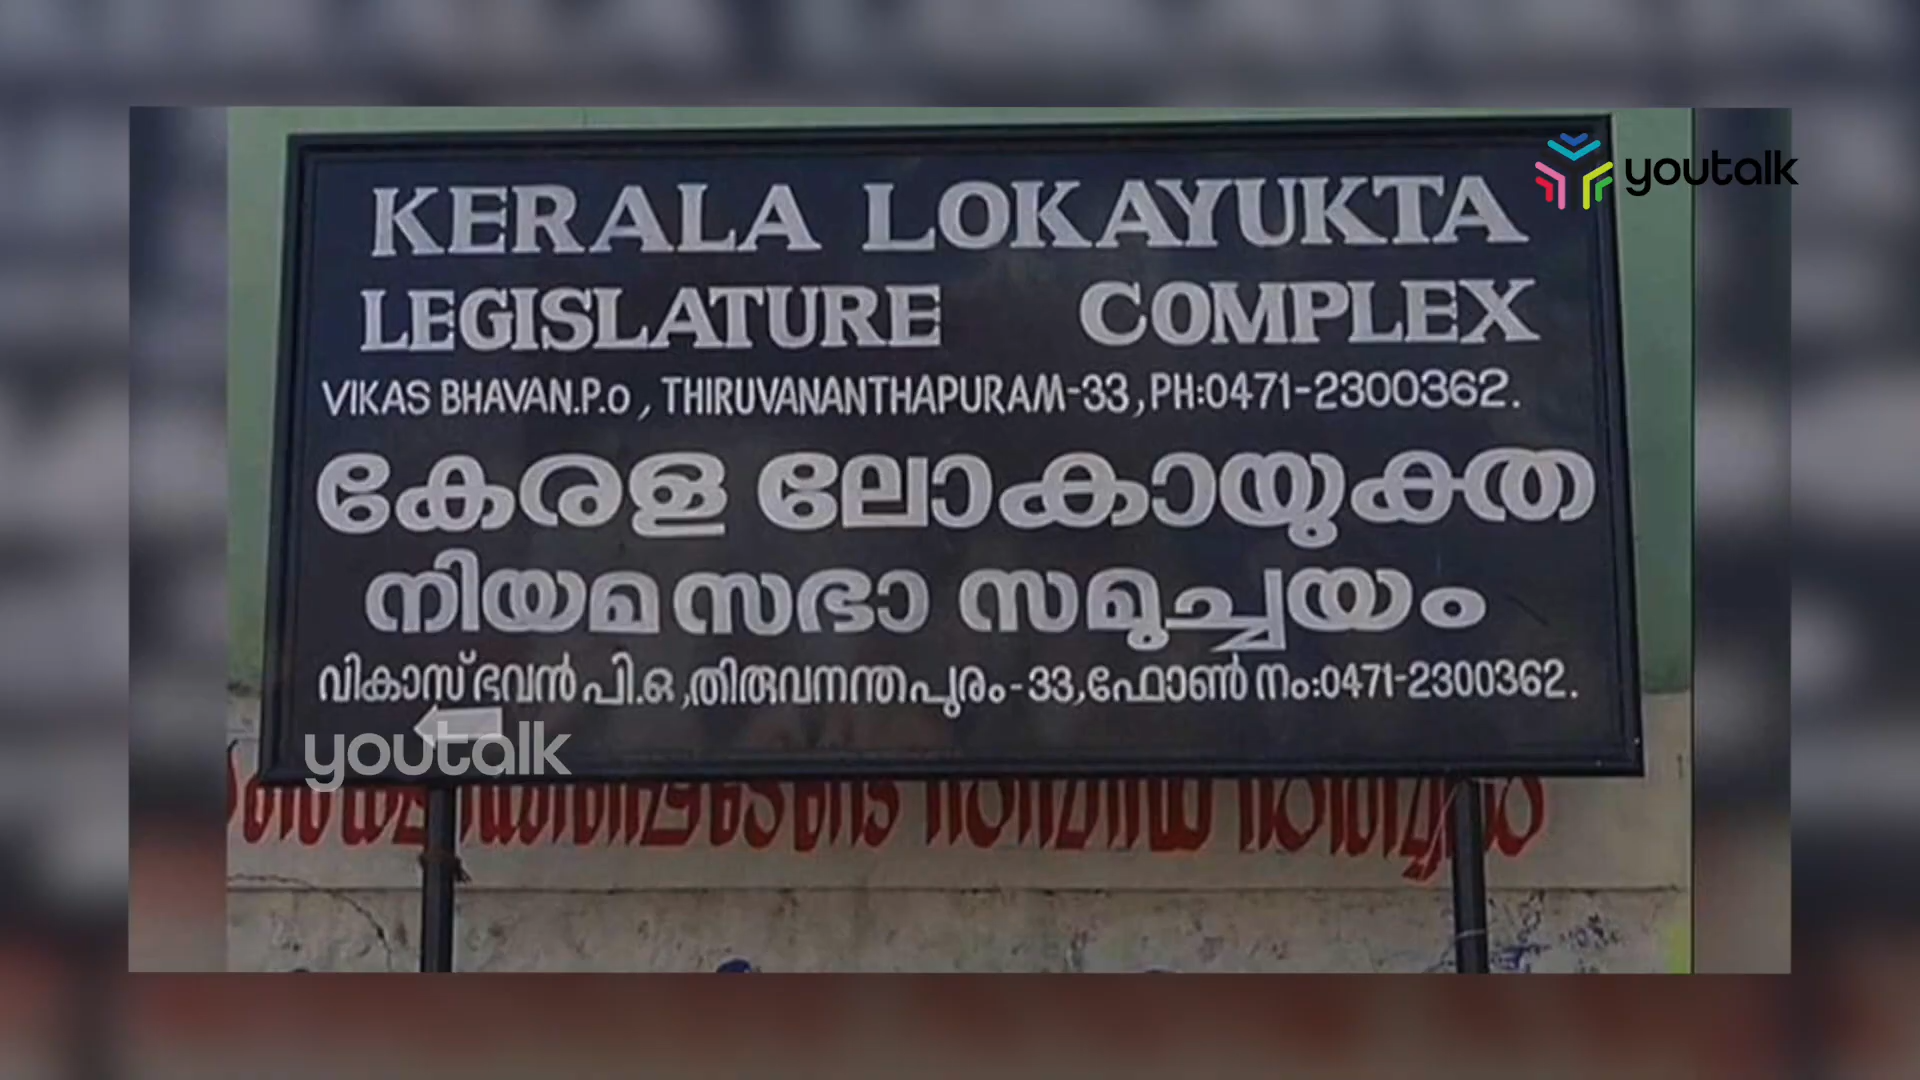 youtalk
KERALA LOKAYUKTA
LEGISLATURE COMPLEX
VIKAS BHAVAN.P.O, THIRUVANANTHAPURAM-33, PH:0471-2300362.
കേരള ലോകായുക്ത
നിയമസഭാ സമുച്ചയം
വികാസ് ഭവൻ പി.ഒ,തിരുവനന്തപുരം-33,ഫോൺ നം:0471-2300362.
youtalk